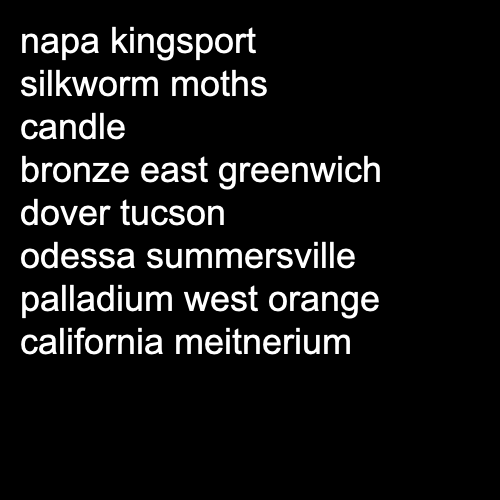 napa kingsport
silkworm moths
candle
bronze east greenwich
dover tucson
odessa summersville
palladium west orange
california meitnerium